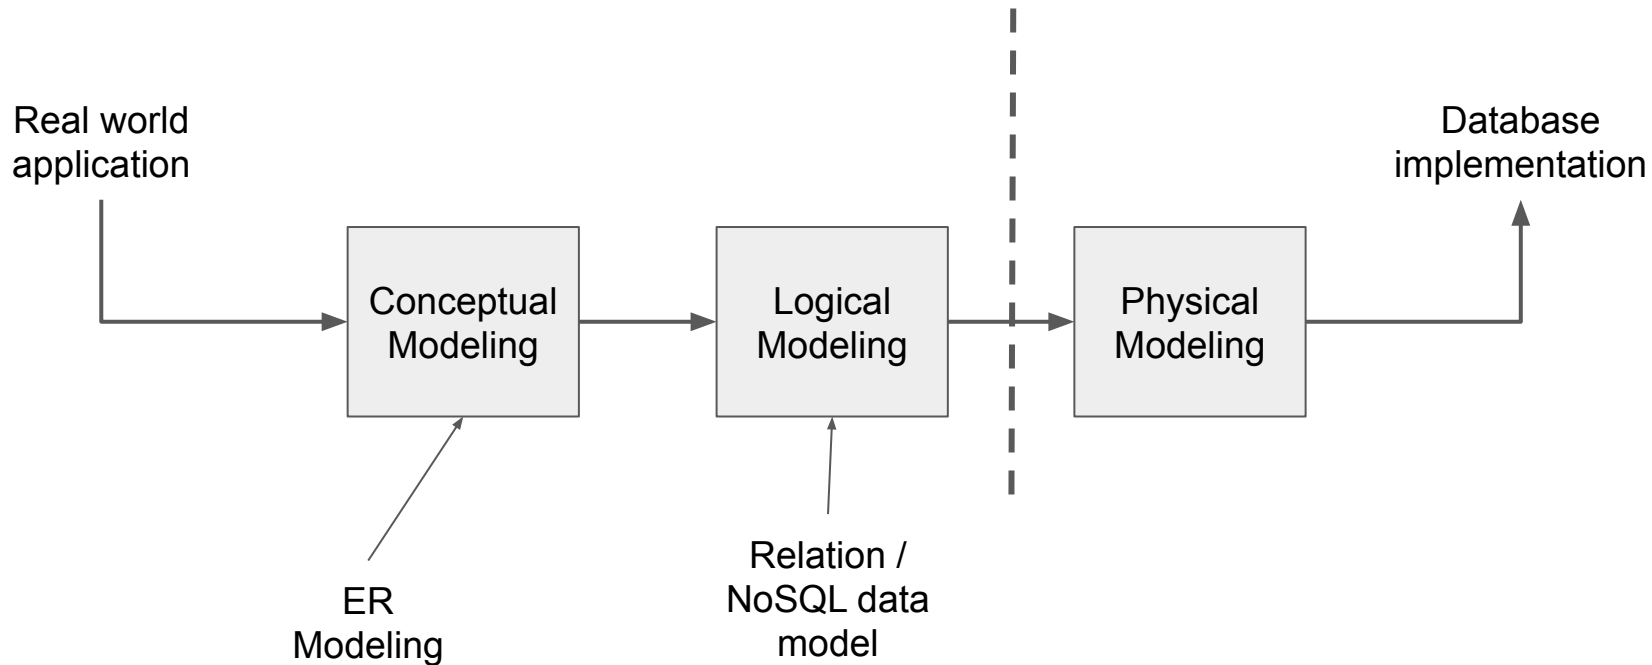 Real world
application
Database
implementation
Conceptual
Modeling
Logical
Modeling
Physical
Modeling
ER
Modeling
Relation /
NoSQL data
model